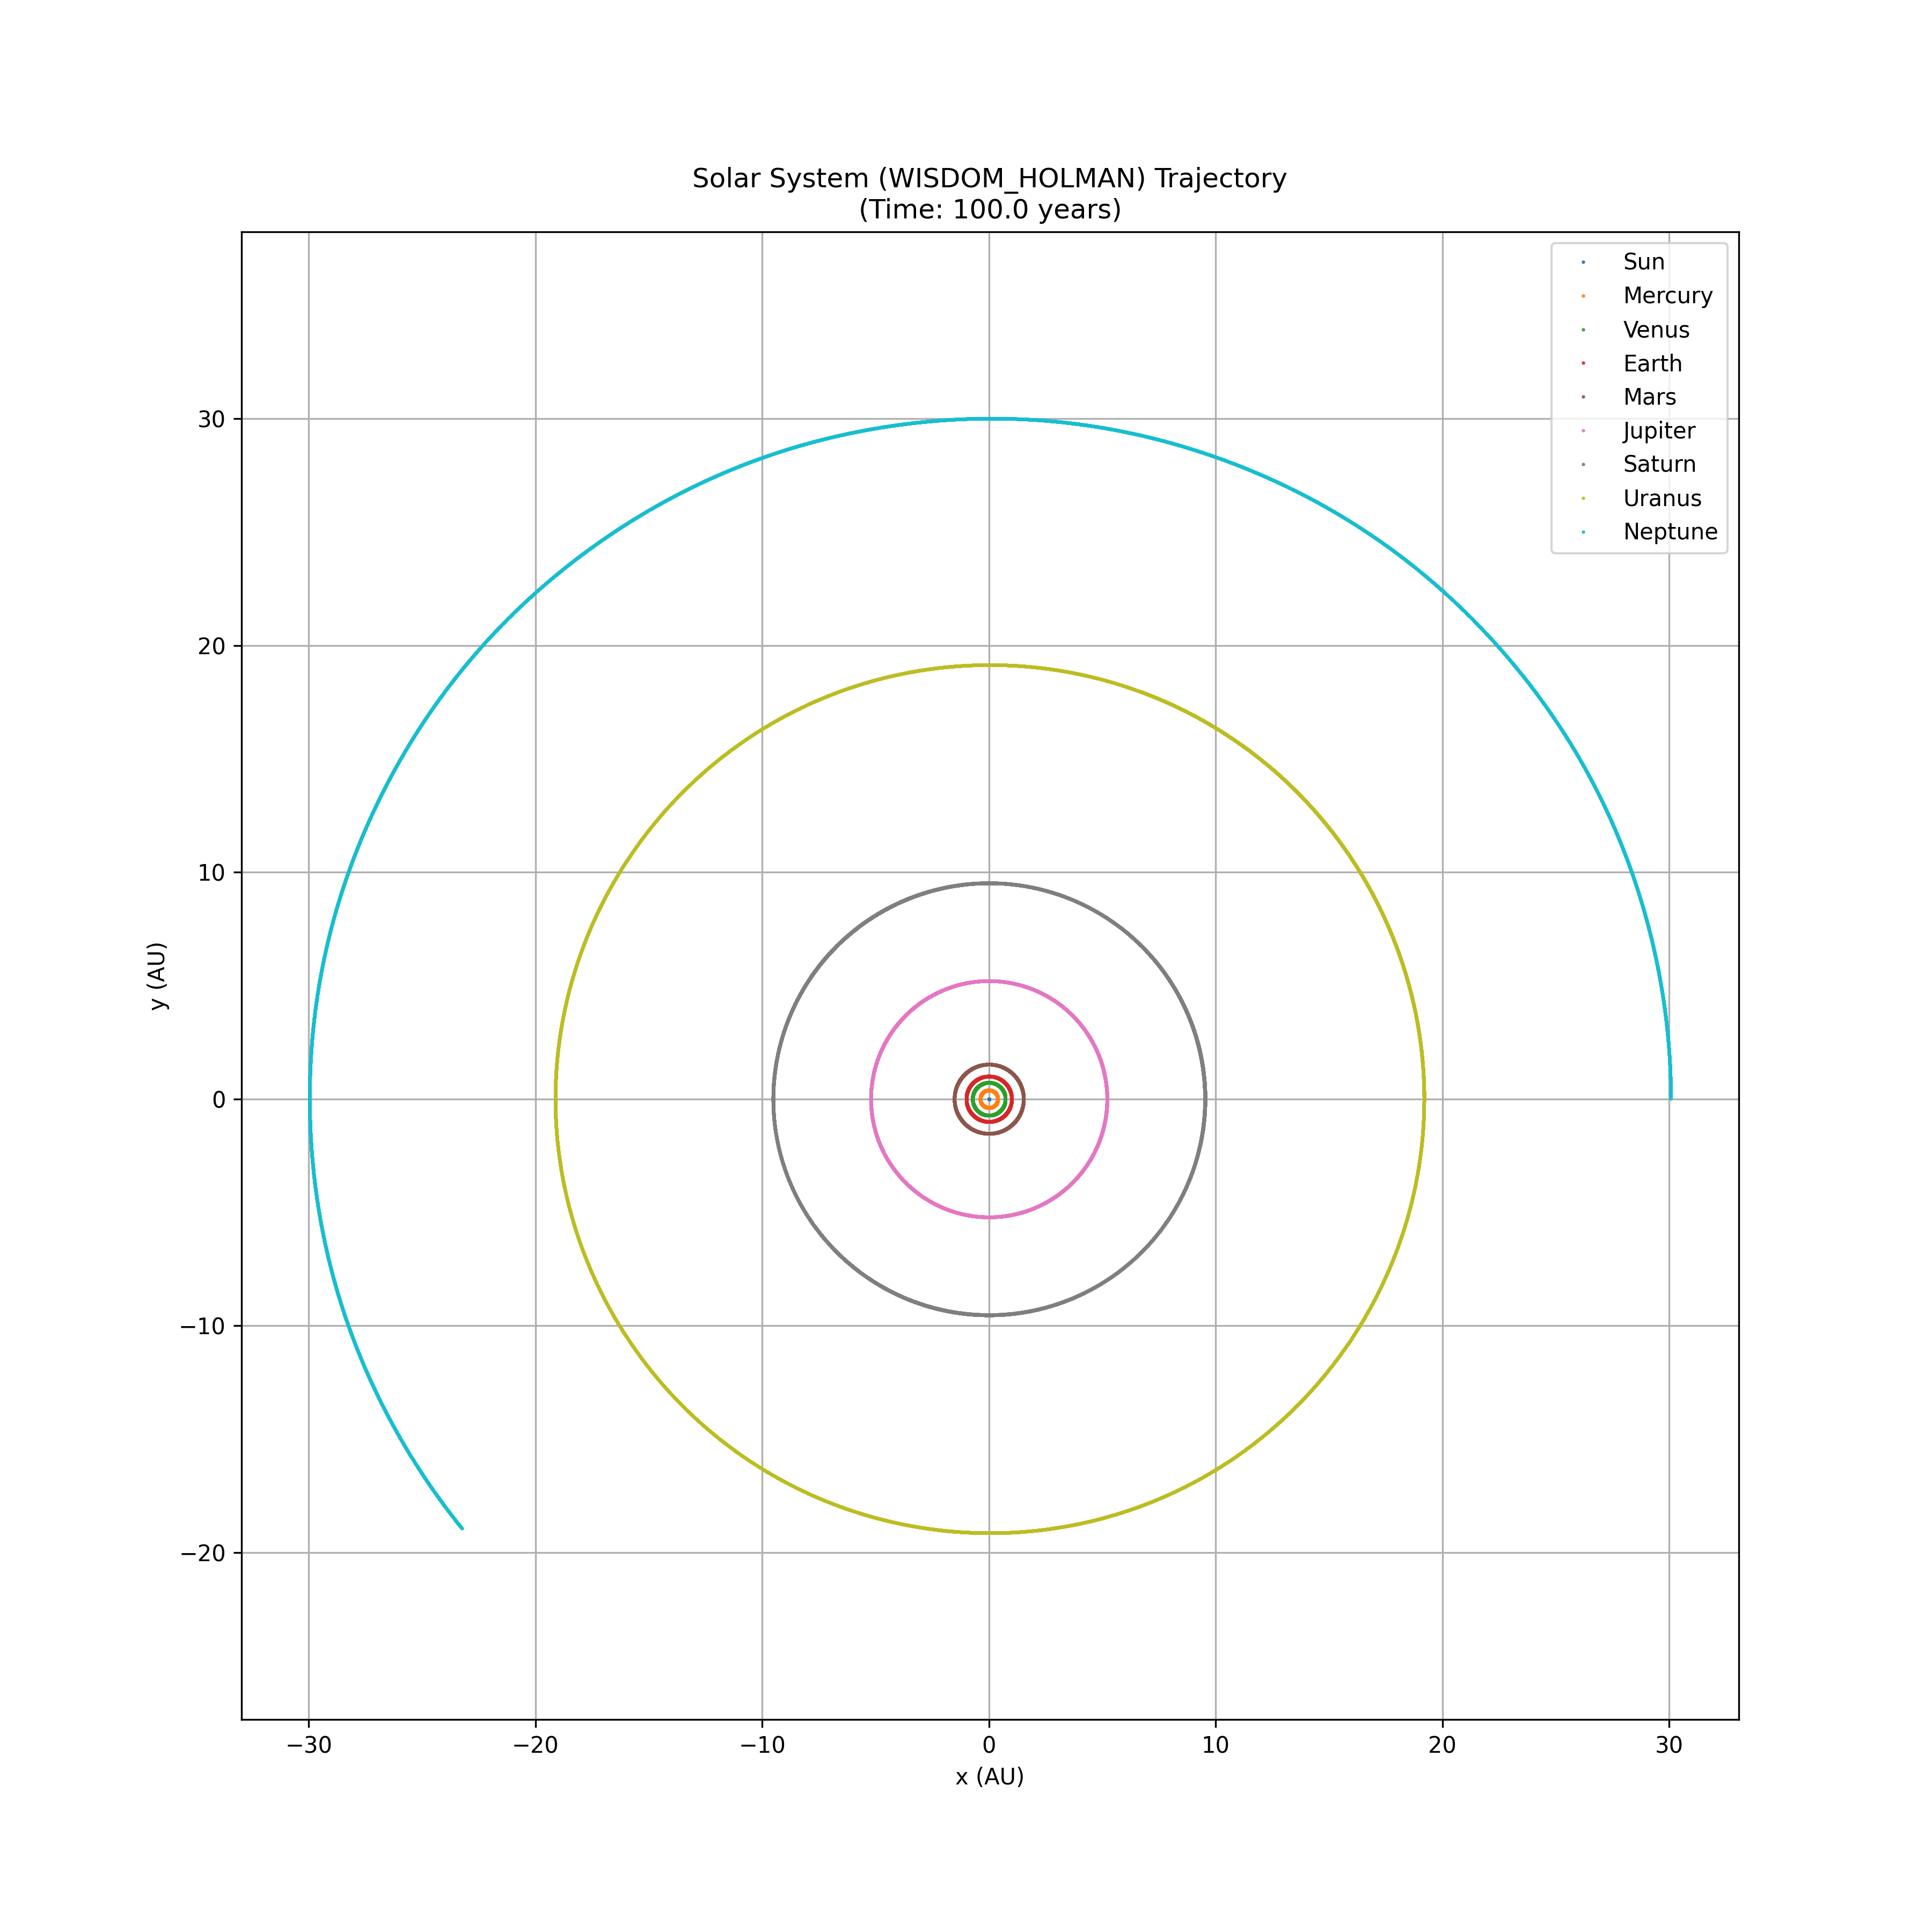 Solar System (WISDOM_HOLMAN) Trajectory
(Time: 100.0 years)
Sun
Mercury
Venus
Earth
Mars
Jupiter
Saturn
Uranus
Neptune
30
20
10
0
−10
−20
y (AU)
−30
−20
−10
0
10
20
30
x (AU)